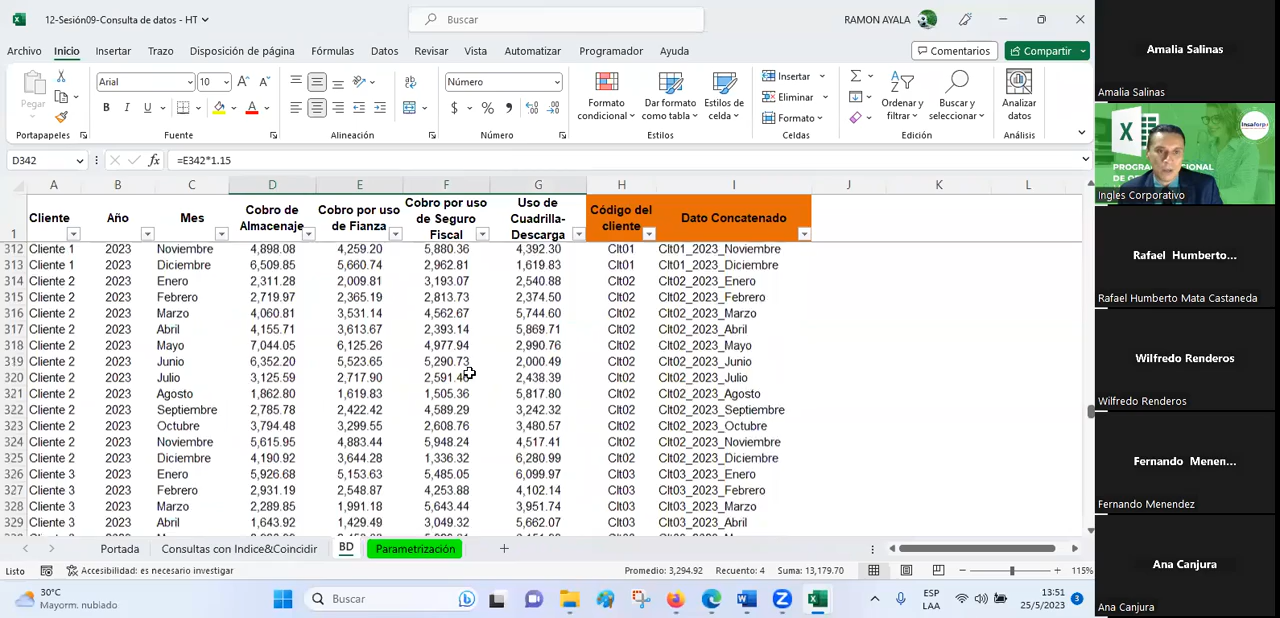 12-Sesión09-Consulta de datos - HT
Buscar
RAMON AYALA
Archivo Inicio Insertar Trazo Disposición de página Fórmulas Datos Revisar Vista Automatizar Programador Ayuda
Comentarios Compartir
Pegar
Arial 10
N K S
Número
$ % 000
Formato condicional
Dar formato como tabla
Estilos de celda
Insertar
Eliminar
Formato
Ordenar y filtrar
Buscar y seleccionar
Analizar datos
Portapapeles Fuente Alineación Número Estilos Celdas Edición Análisis
D342 fx =E342*1.15
A B C D E F G H I J K L
1 Cliente Año Mes Cobro de Almacenaje Cobro por uso de Fianza Cobro por uso de Seguro Fiscal Uso de Cuadrilla-Descarga Código del cliente Dato Concatenado
312 Cliente 1 2023 Noviembre 4,898.08 4,259.20 5,880.36 4,392.30 Clt01 Clt01_2023_Noviembre
313 Cliente 1 2023 Diciembre 6,509.85 5,660.74 2,962.81 1,619.83 Clt01 Clt01_2023_Diciembre
314 Cliente 2 2023 Enero 2,311.28 2,009.81 3,193.07 2,540.88 Clt02 Clt02_2023_Enero
315 Cliente 2 2023 Febrero 2,719.97 2,365.19 2,813.73 2,374.50 Clt02 Clt02_2023_Febrero
316 Cliente 2 2023 Marzo 4,060.81 3,531.14 4,562.67 5,744.60 Clt02 Clt02_2023_Marzo
317 Cliente 2 2023 Abril 4,155.71 3,613.67 2,393.14 5,869.71 Clt02 Clt02_2023_Abril
318 Cliente 2 2023 Mayo 7,044.05 6,125.26 4,977.94 2,990.76 Clt02 Clt02_2023_Mayo
319 Cliente 2 2023 Junio 6,352.20 5,523.65 5,290.73 2,000.49 Clt02 Clt02_2023_Junio
320 Cliente 2 2023 Julio 3,125.59 2,717.90 2,591.46 2,438.39 Clt02 Clt02_2023_Julio
321 Cliente 2 2023 Agosto 1,862.80 1,619.83 1,505.36 5,817.80 Clt02 Clt02_2023_Agosto
322 Cliente 2 2023 Septiembre 2,785.78 2,422.42 4,589.29 3,242.32 Clt02 Clt02_2023_Septiembre
323 Cliente 2 2023 Octubre 3,794.48 3,299.55 2,608.76 3,480.57 Clt02 Clt02_2023_Octubre
324 Cliente 2 2023 Noviembre 5,615.95 4,883.44 5,948.24 4,517.41 Clt02 Clt02_2023_Noviembre
325 Cliente 2 2023 Diciembre 4,190.92 3,644.28 1,336.32 6,280.99 Clt02 Clt02_2023_Diciembre
326 Cliente 3 2023 Enero 5,926.68 5,153.63 5,485.05 6,099.97 Clt03 Clt03_2023_Enero
327 Cliente 3 2023 Febrero 2,931.19 2,548.87 4,253.88 4,102.14 Clt03 Clt03_2023_Febrero
328 Cliente 3 2023 Marzo 2,289.85 1,991.18 5,643.44 3,951.74 Clt03 Clt03_2023_Marzo
329 Cliente 3 2023 Abril 1,643.92 1,429.49 3,049.32 5,662.07 Clt03 Clt03_2023_Abril
Portada Consultas con Indice&Coincidir BD Parametrización
Listo Accesibilidad: es necesario investigar Promedio: 3,294.92 Recuento: 4 Suma: 13,179.70 115%
30°C
Mayorm. nublado
Buscar
ESP
LAA
13:51
25/5/2023
3
Amalia Salinas
Amalia Salinas
Ingles Corporativo
Rafael Humberto...
Rafael Humberto Mata Castaneda
Wilfredo Renderos
Wilfredo Renderos
Fernando Menen...
Fernando Menendez
Ana Canjura
Ana Canjura